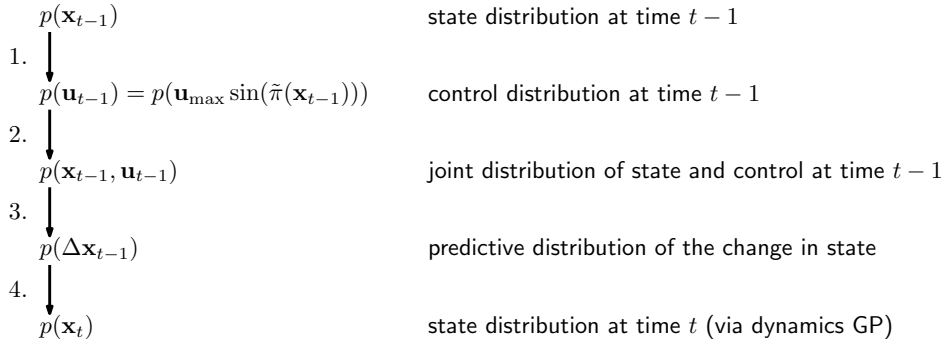 p(x_{t−1}) state distribution at time t − 1
1.
p(u_{t−1}) = p(u_max sin(π̃(x_{t−1}))) control distribution at time t − 1
2.
p(x_{t−1}, u_{t−1}) joint distribution of state and control at time t − 1
3.
p(Δx_{t−1}) predictive distribution of the change in state
4.
p(x_t) state distribution at time t (via dynamics GP)